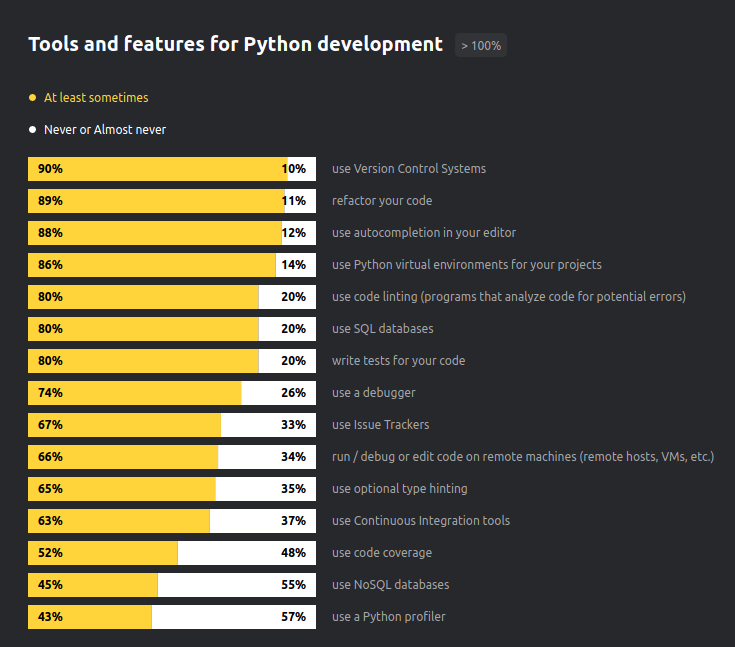 Tools and features for Python development > 100%
At least sometimes
Never or Almost never
90% 10% use Version Control Systems
89% 11% refactor your code
88% 12% use autocompletion in your editor
86% 14% use Python virtual environments for your projects
80% 20% use code linting (programs that analyze code for potential errors)
80% 20% use SQL databases
80% 20% write tests for your code
74% 26% use a debugger
67% 33% use Issue Trackers
66% 34% run / debug or edit code on remote machines (remote hosts, VMs, etc.)
65% 35% use optional type hinting
63% 37% use Continuous Integration tools
52% 48% use code coverage
45% 55% use NoSQL databases
43% 57% use a Python profiler